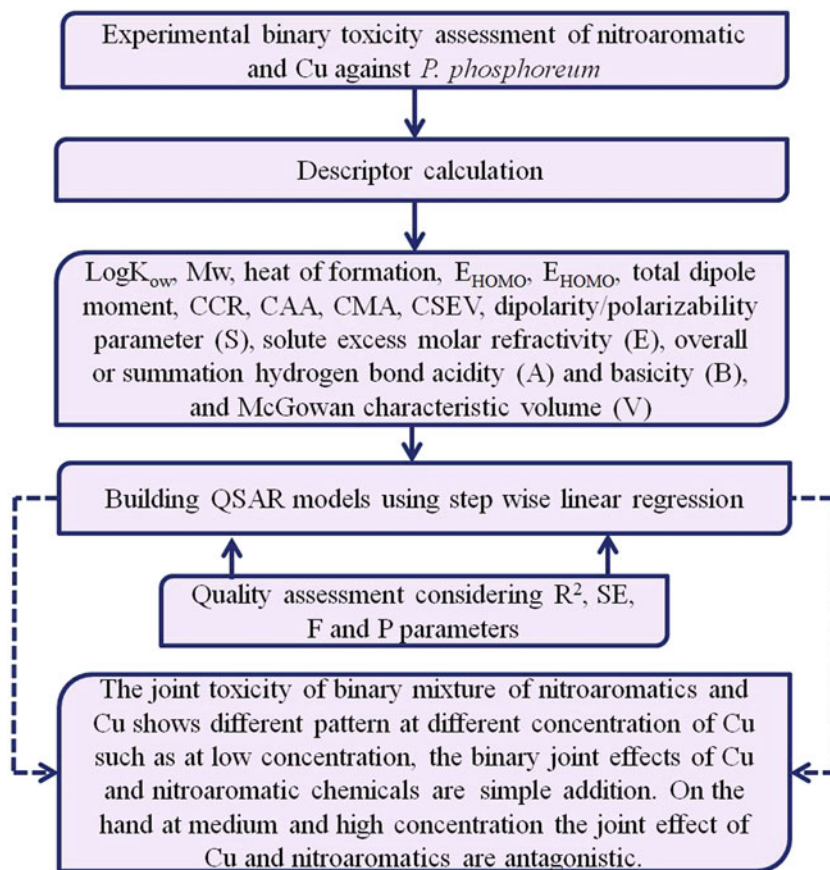 Experimental binary toxicity assessment of nitroaromatic
and Cu against P. phosphoreum
Descriptor calculation
LogKow, Mw, heat of formation, EHOMO, EHOMO, total dipole
moment, CCR, CAA, CMA, CSEV, dipolarity/polarizability
parameter (S), solute excess molar refractivity (E), overall
or summation hydrogen bond acidity (A) and basicity (B),
and McGowan characteristic volume (V)
Building QSAR models using step wise linear regression
Quality assessment considering R², SE,
F and P parameters
The joint toxicity of binary mixture of nitroaromatics and
Cu shows different pattern at different concentration of Cu
such as at low concentration, the binary joint effects of Cu
and nitroaromatic chemicals are simple addition. On the
hand at medium and high concentration the joint effect of
Cu and nitroaromatics are antagonistic.